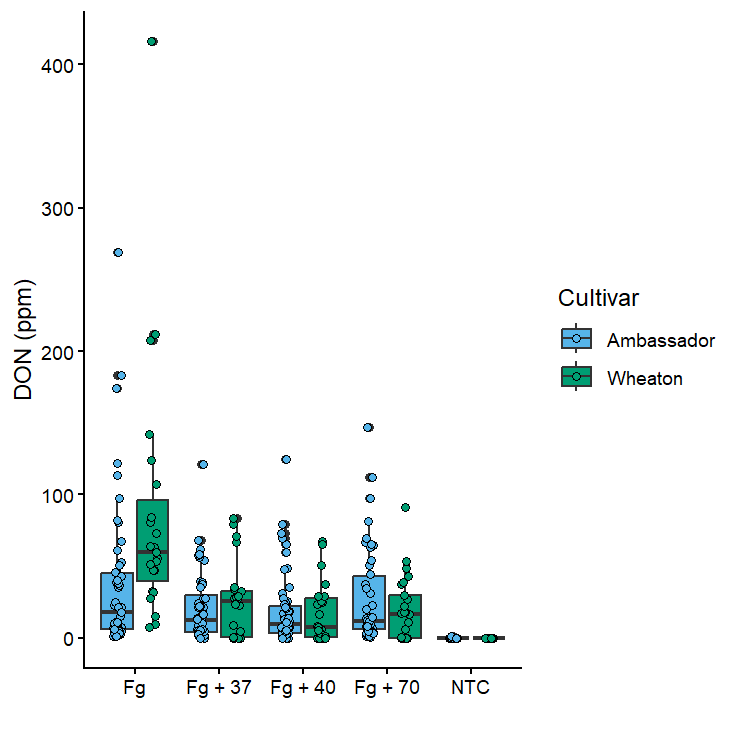 400
300
200
100
0
DON (ppm)
Fg
Fg + 37
Fg + 40
Fg + 70
NTC
Cultivar
Ambassador
Wheaton